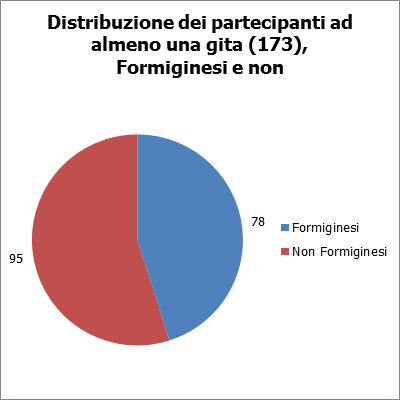 Distribuzione dei partecipanti ad
almeno una gita (173),
Formiginesi e non
78
Formiginesi
Non Formiginesi
95